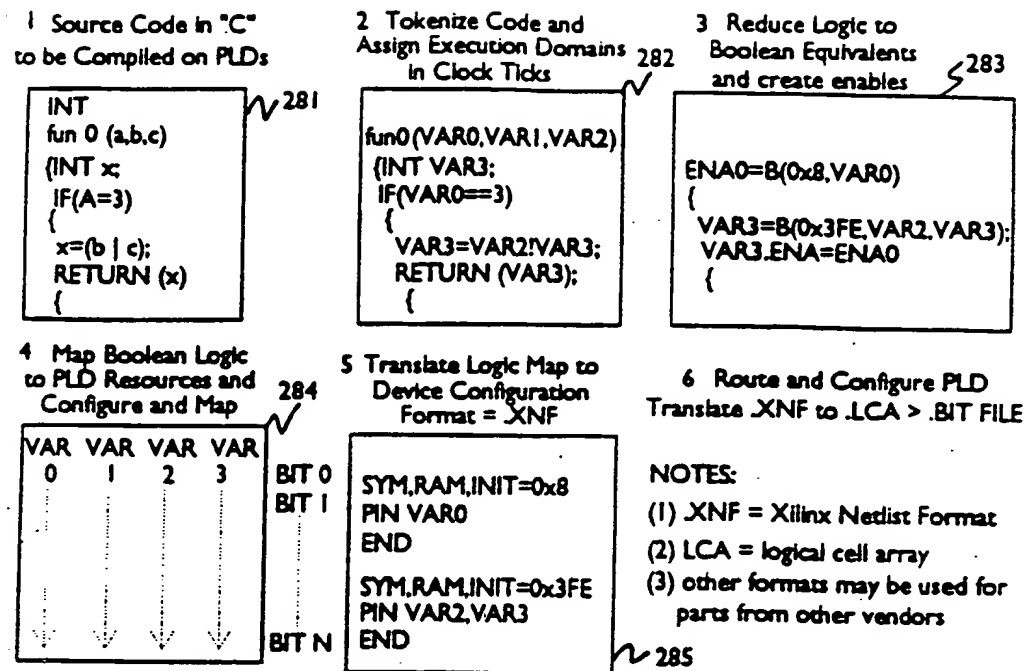 1 Source Code in "C"
to be Compiled on PLDs
281
INT
fun 0 (a,b,c)
{INT x;
IF(A=3)
{
x=(b | c);
RETURN (x)
{
2 Tokenize Code and
Assign Execution Domains
in Clock Ticks
282
fun0(VAR0,VAR1,VAR2)
{INT VAR3;
IF(VAR0==3)
{
VAR3=VAR2!VAR3;
RETURN (VAR3);
{
3 Reduce Logic to
Boolean Equivalents
and create enables
283
ENA0=B(0x8,VAR0)
{
VAR3=B(0x3FE,VAR2,VAR3);
VAR3.ENA=ENA0
{
4 Map Boolean Logic
to PLD Resources and
Configure and Map
284
VAR VAR VAR VAR
0 1 2 3
BIT 0
BIT 1
BIT N
5 Translate Logic Map to
Device Configuration
Format = .XNF
SYM,RAM,INIT=0x8
PIN VAR0
END
SYM,RAM,INIT=0x3FE
PIN VAR2,VAR3
END
285
6 Route and Configure PLD
Translate .XNF to .LCA > .BIT FILE
NOTES:
(1) .XNF = Xilinx Netlist Format
(2) LCA = logical cell array
(3) other formats may be used for
parts from other vendors